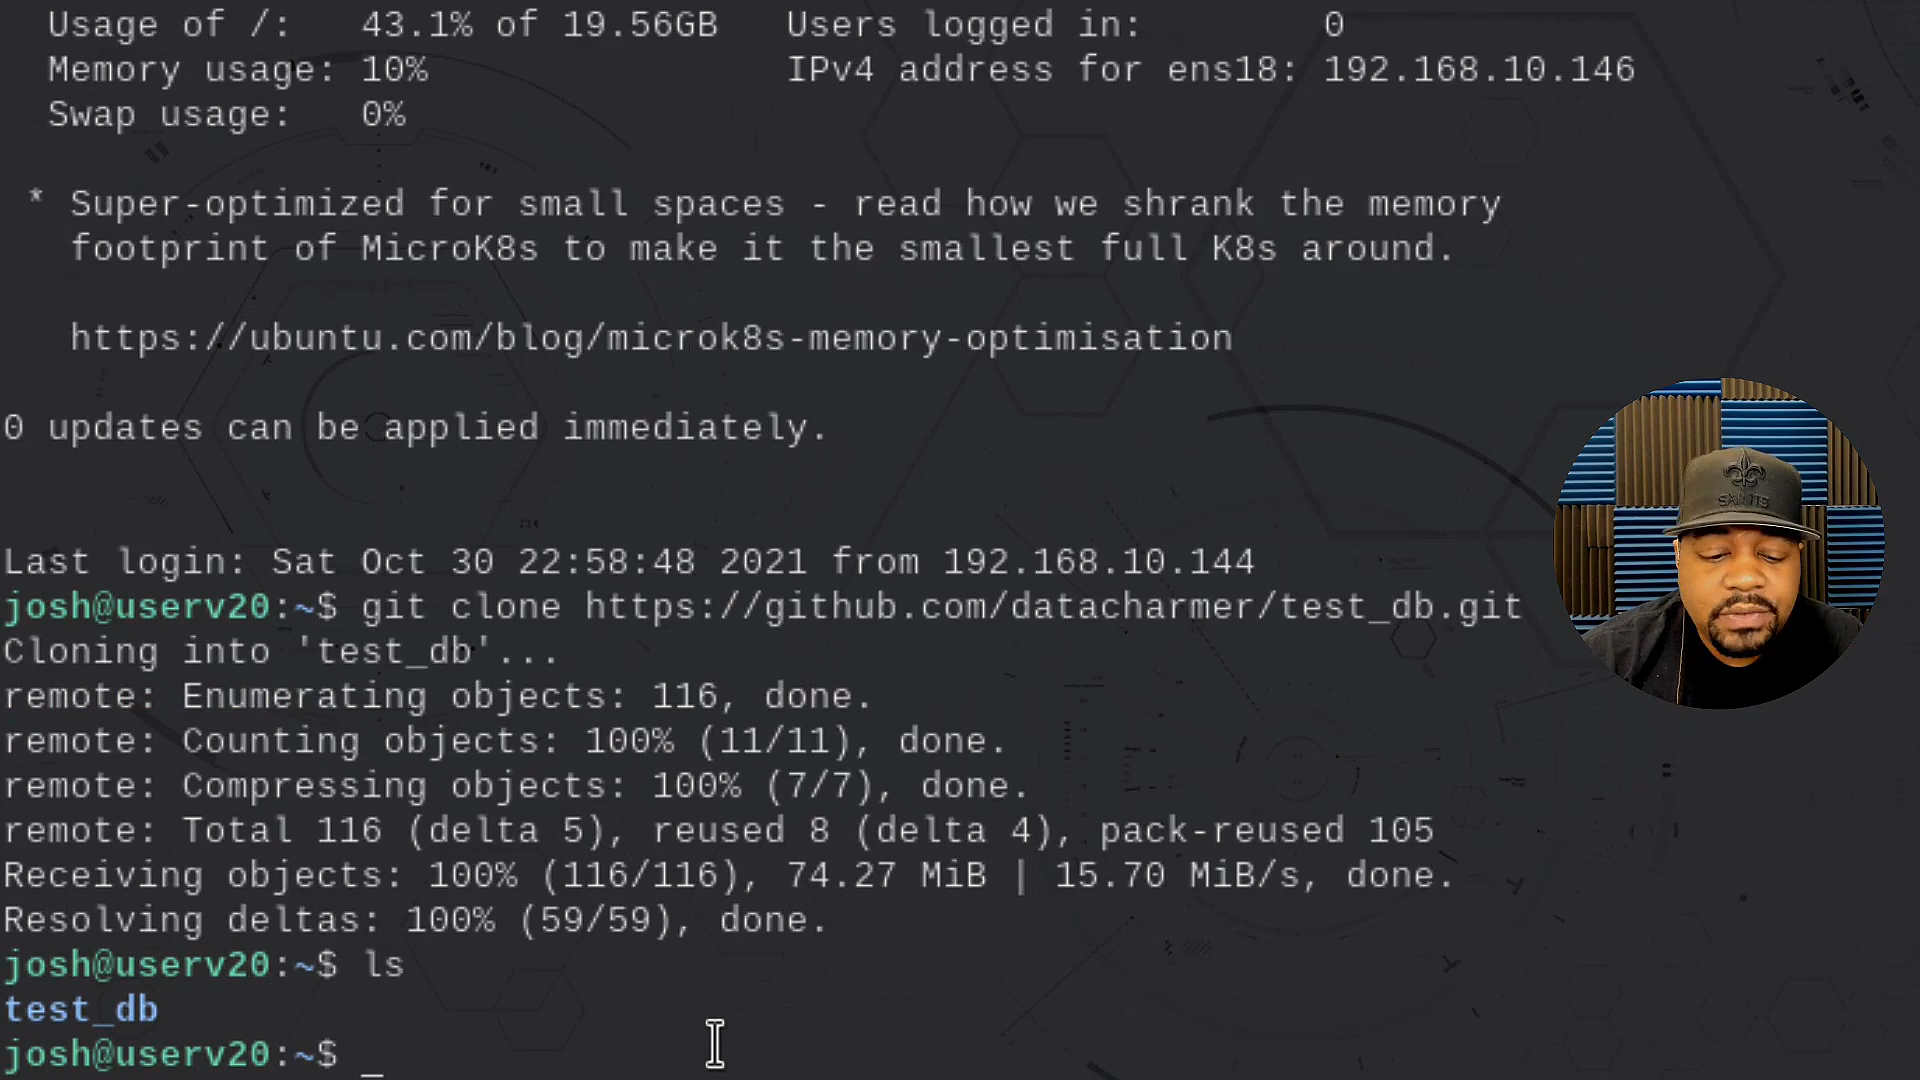 Usage of /: 43.1% of 19.56GB Users logged in: 0
Memory usage: 10% IPv4 address for ens18: 192.168.10.146
Swap usage: 0%
* Super-optimized for small spaces - read how we shrank the memory
footprint of MicroK8s to make it the smallest full K8s around.
https://ubuntu.com/blog/microk8s-memory-optimisation
0 updates can be applied immediately.
Last login: Sat Oct 30 22:58:48 2021 from 192.168.10.144
josh@userv20:~$ git clone https://github.com/datacharmer/test_db.git
Cloning into 'test_db'...
remote: Enumerating objects: 116, done.
remote: Counting objects: 100% (11/11), done.
remote: Compressing objects: 100% (7/7), done.
remote: Total 116 (delta 5), reused 8 (delta 4), pack-reused 105
Receiving objects: 100% (116/116), 74.27 MiB | 15.70 MiB/s, done.
Resolving deltas: 100% (59/59), done.
josh@userv20:~$ ls
test_db
josh@userv20:~$ _
SAINTS